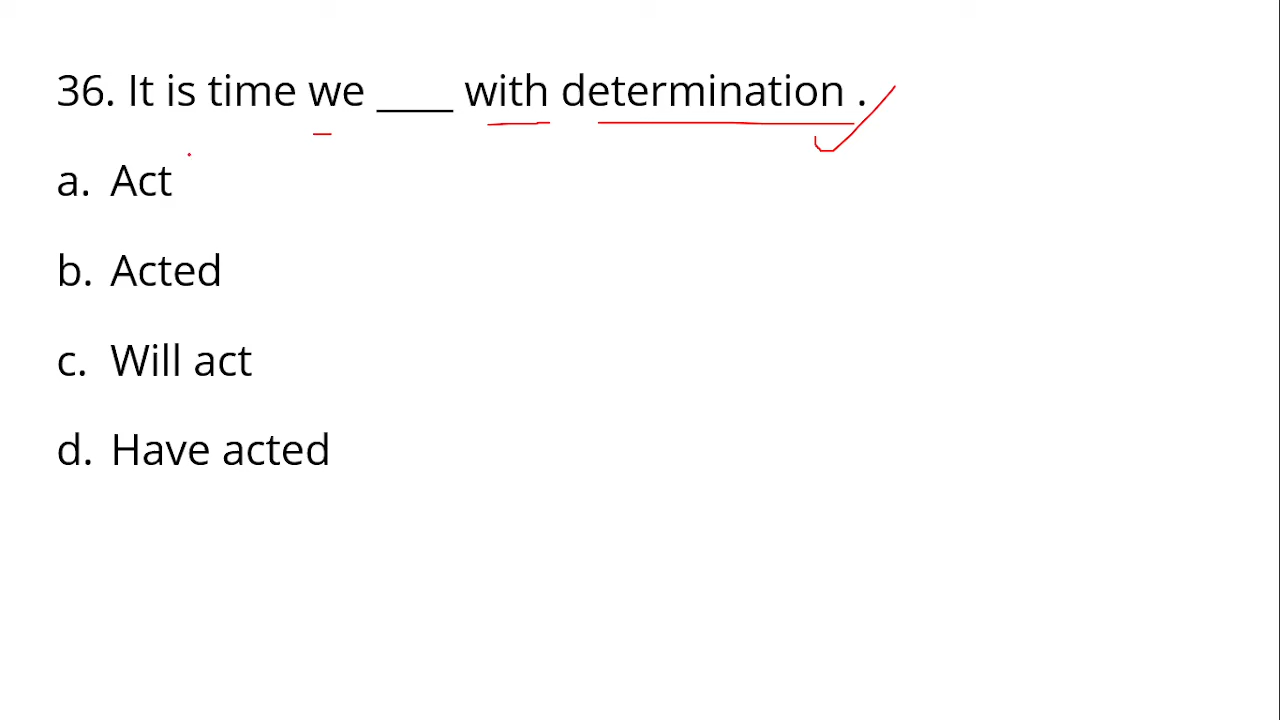 36. It is time we ____ with determination .
a. Act
b. Acted
c. Will act
d. Have acted